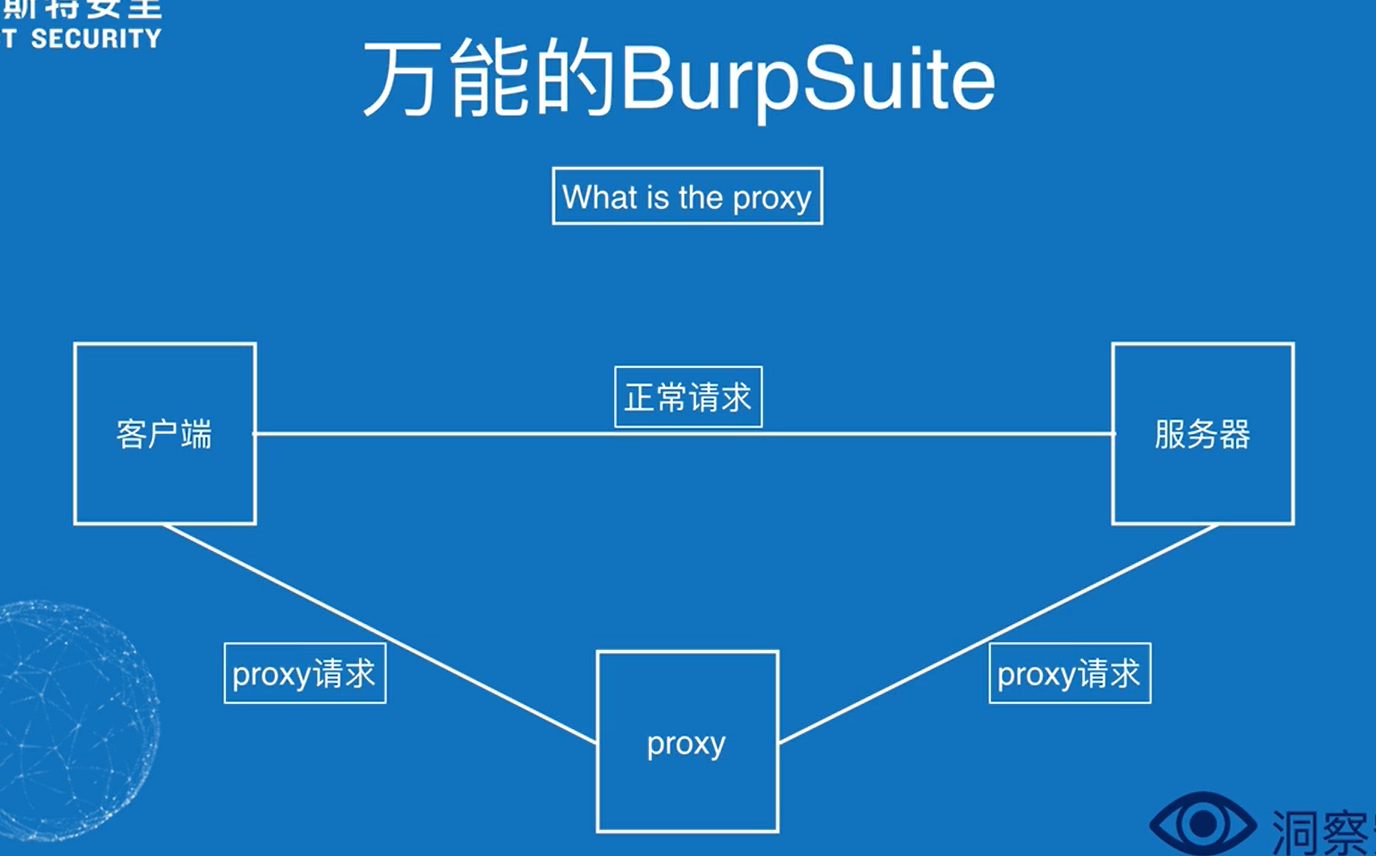 斯特安全
T SECURITY
万能的BurpSuite
What is the proxy
正常请求
客户端
服务器
proxy请求
proxy请求
proxy
洞察